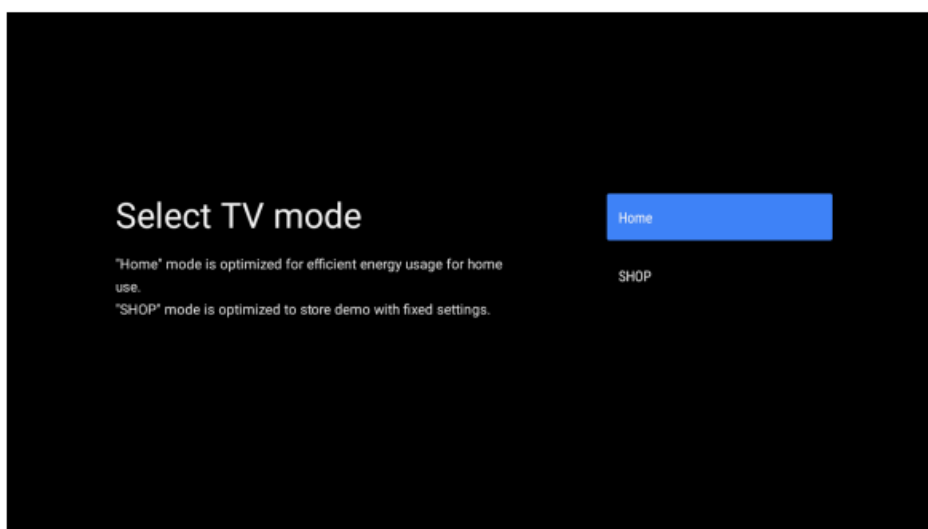 Select TV mode
"Home" mode is optimized for efficient energy usage for home
use.
"SHOP" mode is optimized to store demo with fixed settings.
Home
SHOP